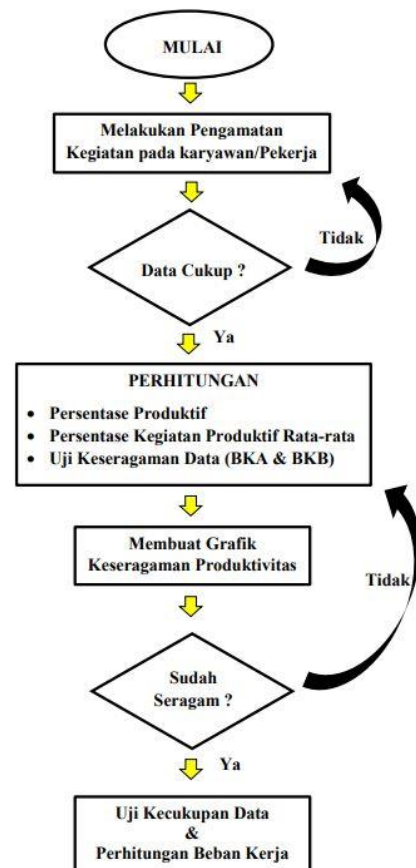 MULAI
Melakukan Pengamatan
Kegiatan pada karyawan/Pekerja
Tidak
Data Cukup ?
Ya
PERHITUNGAN
• Persentase Produktif
• Persentase Kegiatan Produktif Rata-rata
• Uji Keseragaman Data (BKA & BKB)
Membuat Grafik
Keseragaman Produktivitas
Tidak
Sudah
Seragam ?
Ya
Uji Kecukupan Data
&
Perhitungan Beban Kerja